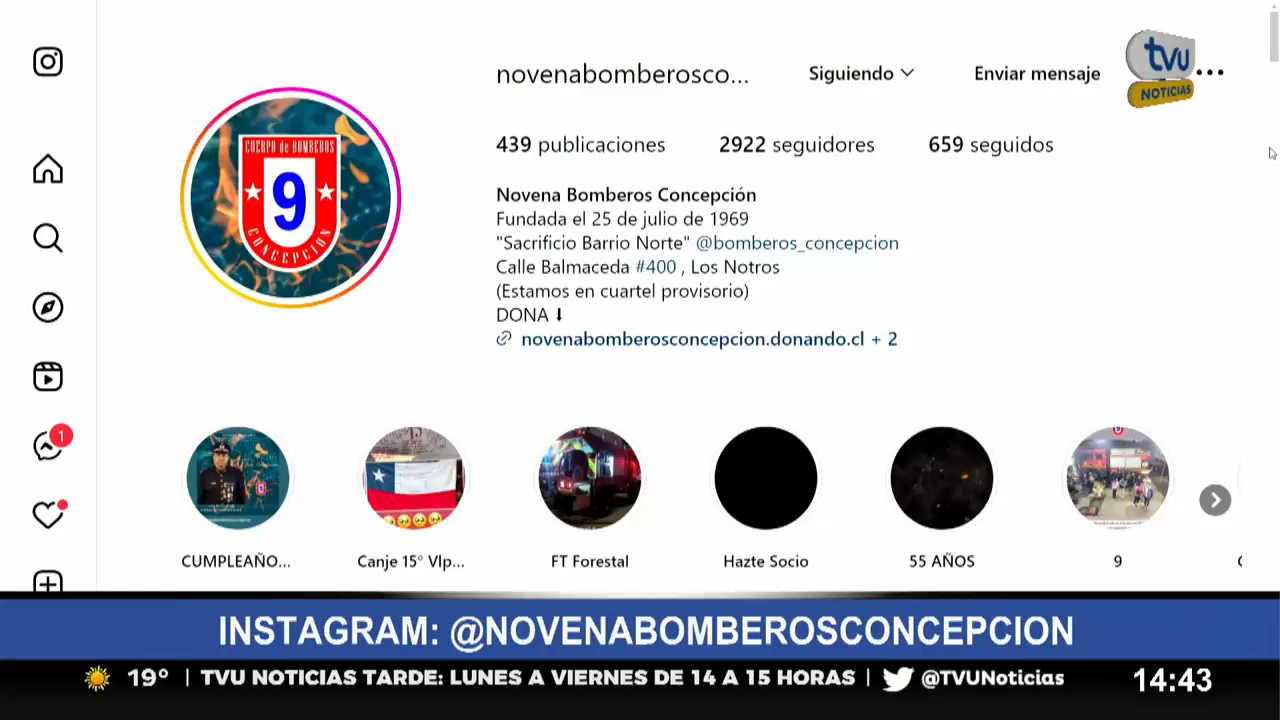 novenabomberosco...
Siguiendo
Enviar mensaje
tvu
NOTICIAS
439 publicaciones
2922 seguidores
659 seguidos
CUERPO de BOMBEROS
9
CONCEPCION
Novena Bomberos Concepción
Fundada el 25 de julio de 1969
"Sacrificio Barrio Norte" @bomberos_concepcion
Calle Balmaceda #400 , Los Notros
(Estamos en cuartel provisorio)
DONA ⬇
novenabomberosconcepcion.donando.cl + 2
1
CUMPLEAÑO...
Canje 15° Vlp...
FT Forestal
Hazte Socio
55 AÑOS
9
INSTAGRAM: @NOVENABOMBEROSCONCEPCION
19° | TVU NOTICIAS TARDE: LUNES A VIERNES DE 14 A 15 HORAS | @TVUNoticias
14:43